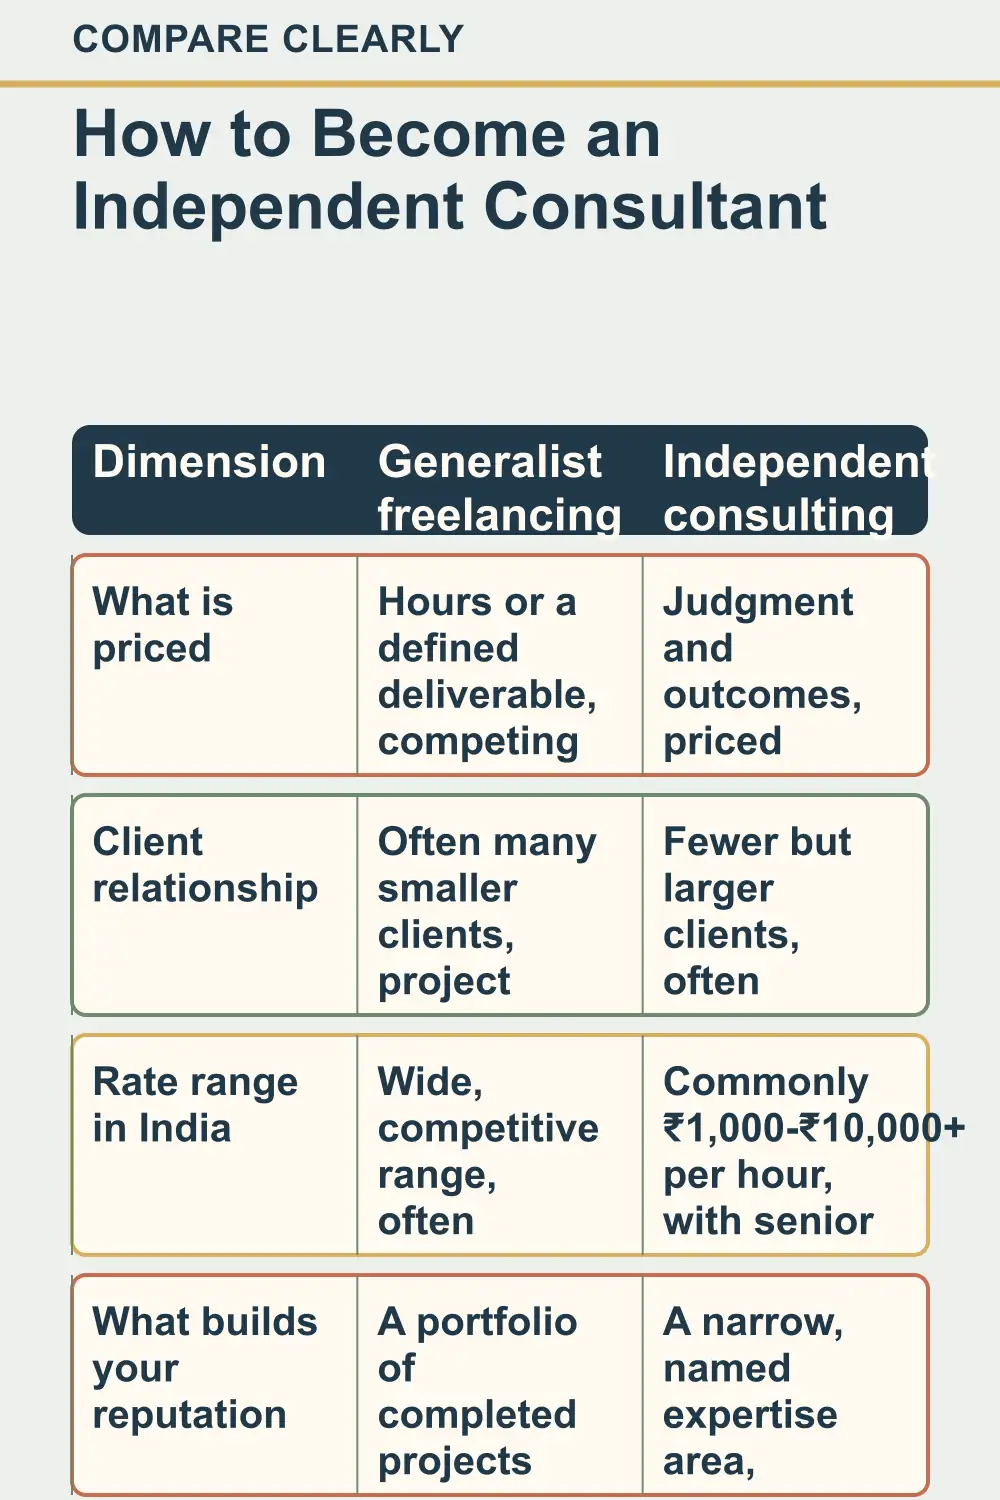 COMPARE CLEARLY
How to Become an
Independent Consultant
Dimension
Generalist
freelancing
Independent
consulting
What is
priced
Hours or a
defined
deliverable,
competing
Judgment
and
outcomes,
priced
Client
relationship
Often many
smaller
clients,
project
Fewer but
larger
clients,
often
Rate range
in India
Wide,
competitive
range,
often
Commonly
₹1,000-₹10,000+
per hour,
with senior
What builds
your
reputation
A portfolio
of
completed
projects
A narrow,
named
expertise
area,